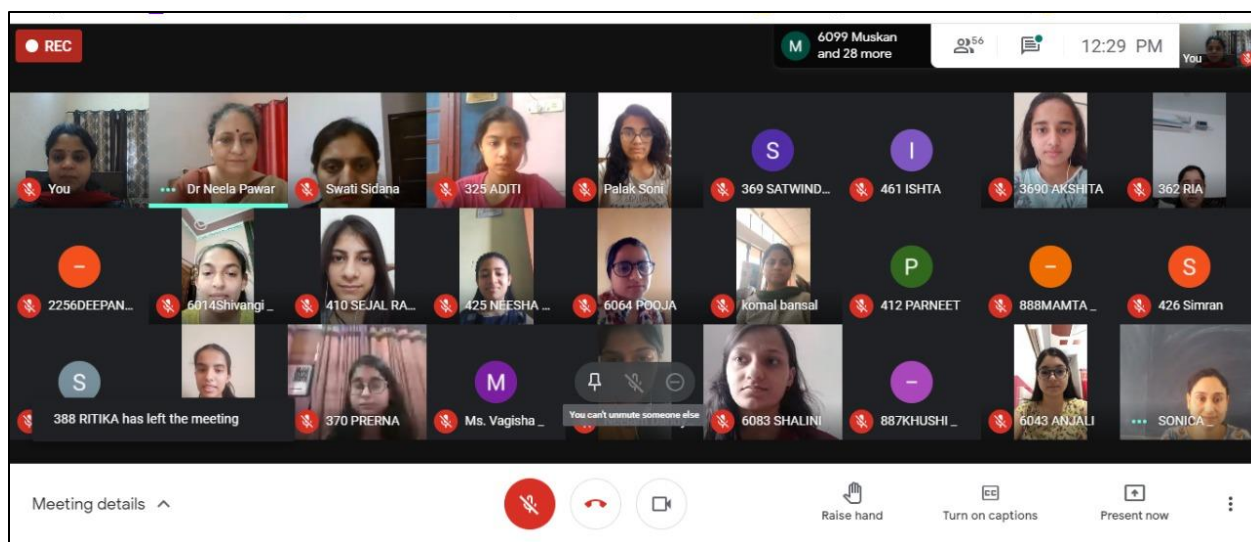 REC
M
6099 Muskan
and 28 more
56
12:29 PM
You
You
Dr Neela Pawar
Swati Sidana
325 ADITI
Palak Soni
S
369 SATWIND...
I
461 ISHTA
3690 AKSHITA
362 RIA
–
2256DEEPAN...
6014Shivangi _
410 SEJAL RA...
425 NEESHA ...
6064 POOJA
komal bansal
P
412 PARNEET
–
888MAMTA _
S
426 Simran
S
388 RITIKA has left the meeting
370 PRERNA
M
Ms. Vagisha _
You can't unmute someone else
6083 SHALINI
–
887KHUSHI _
6043 ANJALI
SONICA _
Meeting details
Raise hand
CC
Turn on captions
Present now